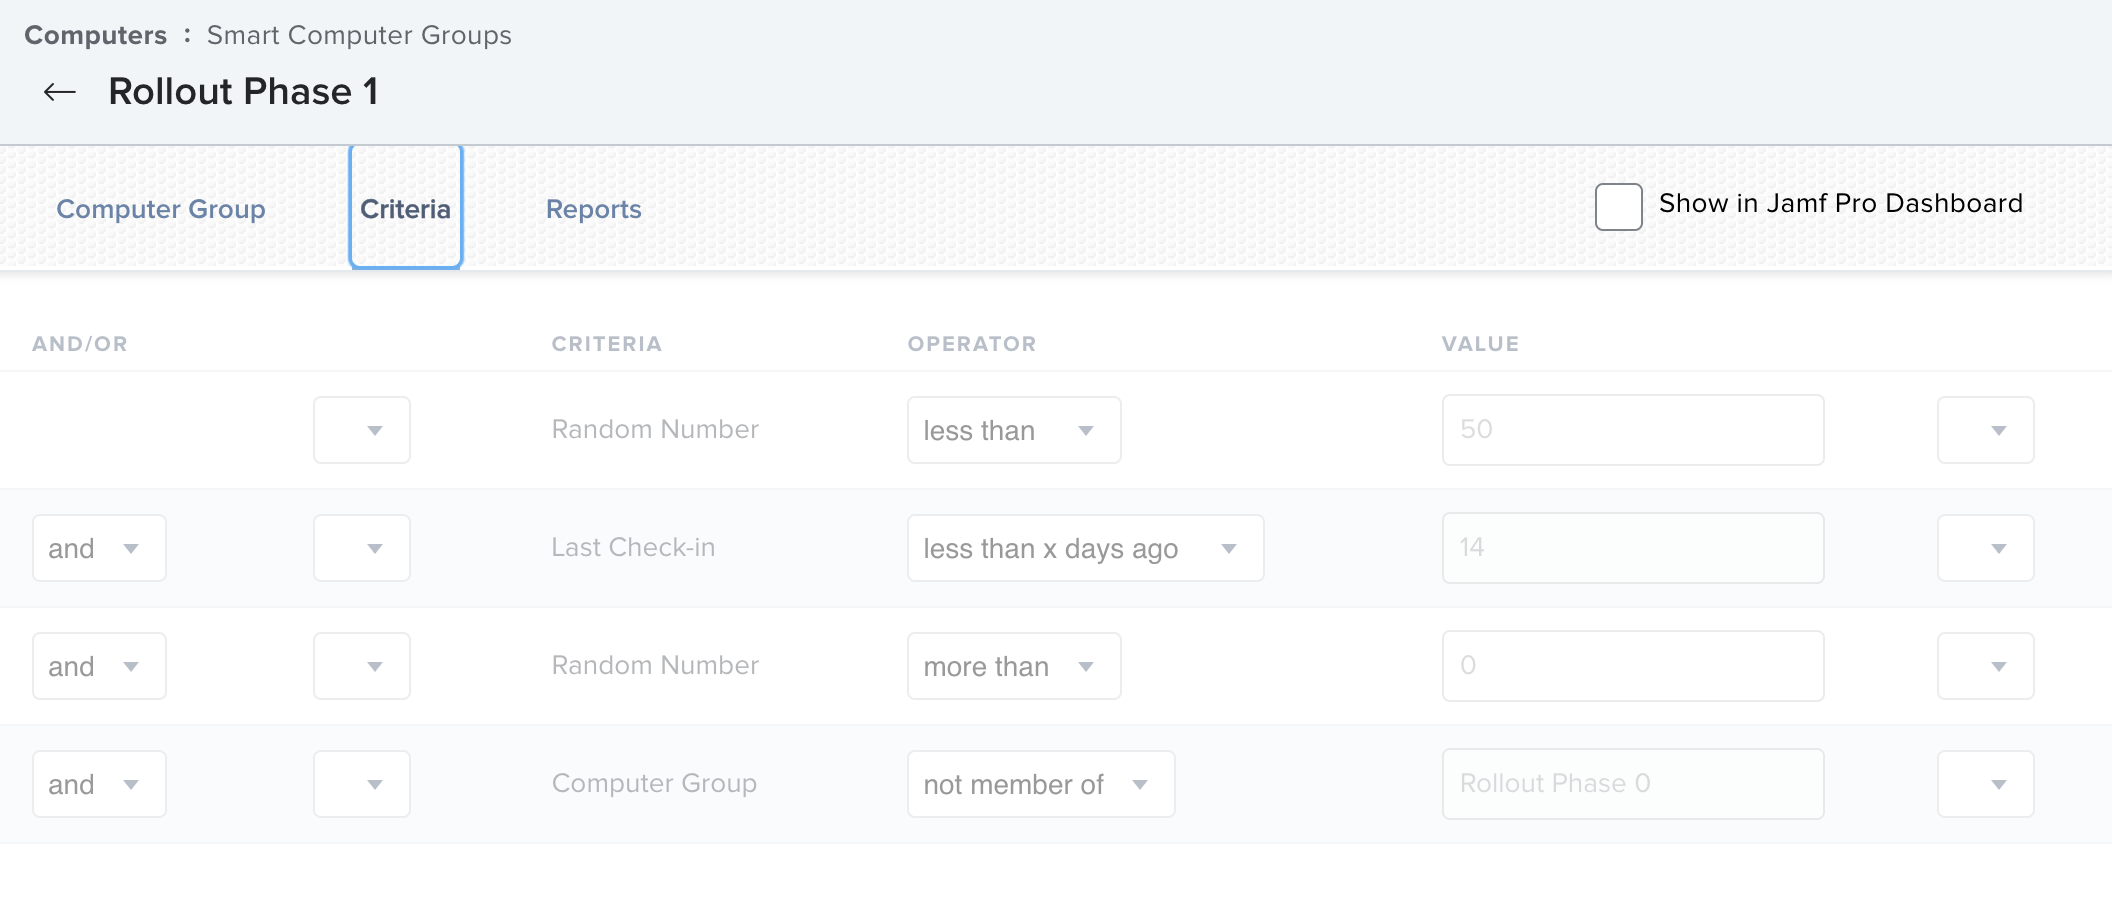 Computers : Smart Computer Groups
← Rollout Phase 1
Computer Group Criteria Reports Show in Jamf Pro Dashboard
AND/OR CRITERIA OPERATOR VALUE
Random Number less than 50
and Last Check-in less than x days ago 14
and Random Number more than 0
and Computer Group not member of Rollout Phase 0